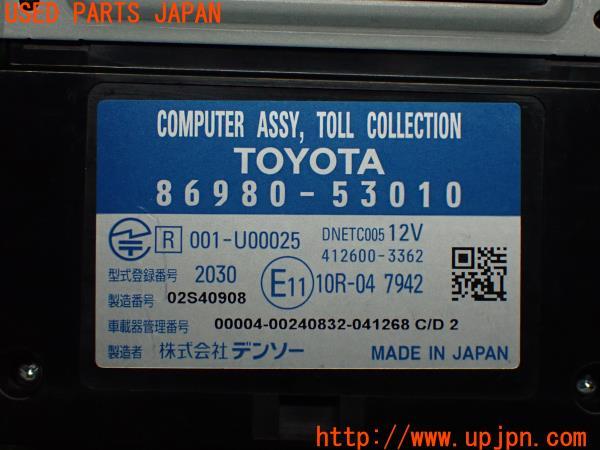 USED PARTS JAPAN
COMPUTER ASSY, TOLL COLLECTION
TOYOTA
86980-53010
R 001-U00025 DNETC005 12V
412600-3362
型式登録番号 2030 E11 10R-04 7942
製造番号 02S40908
車載器管理番号 00004-00240832-041268 C/D 2
製造者 株式会社 デンソー MADE IN JAPAN
http://www.upjpn.com/